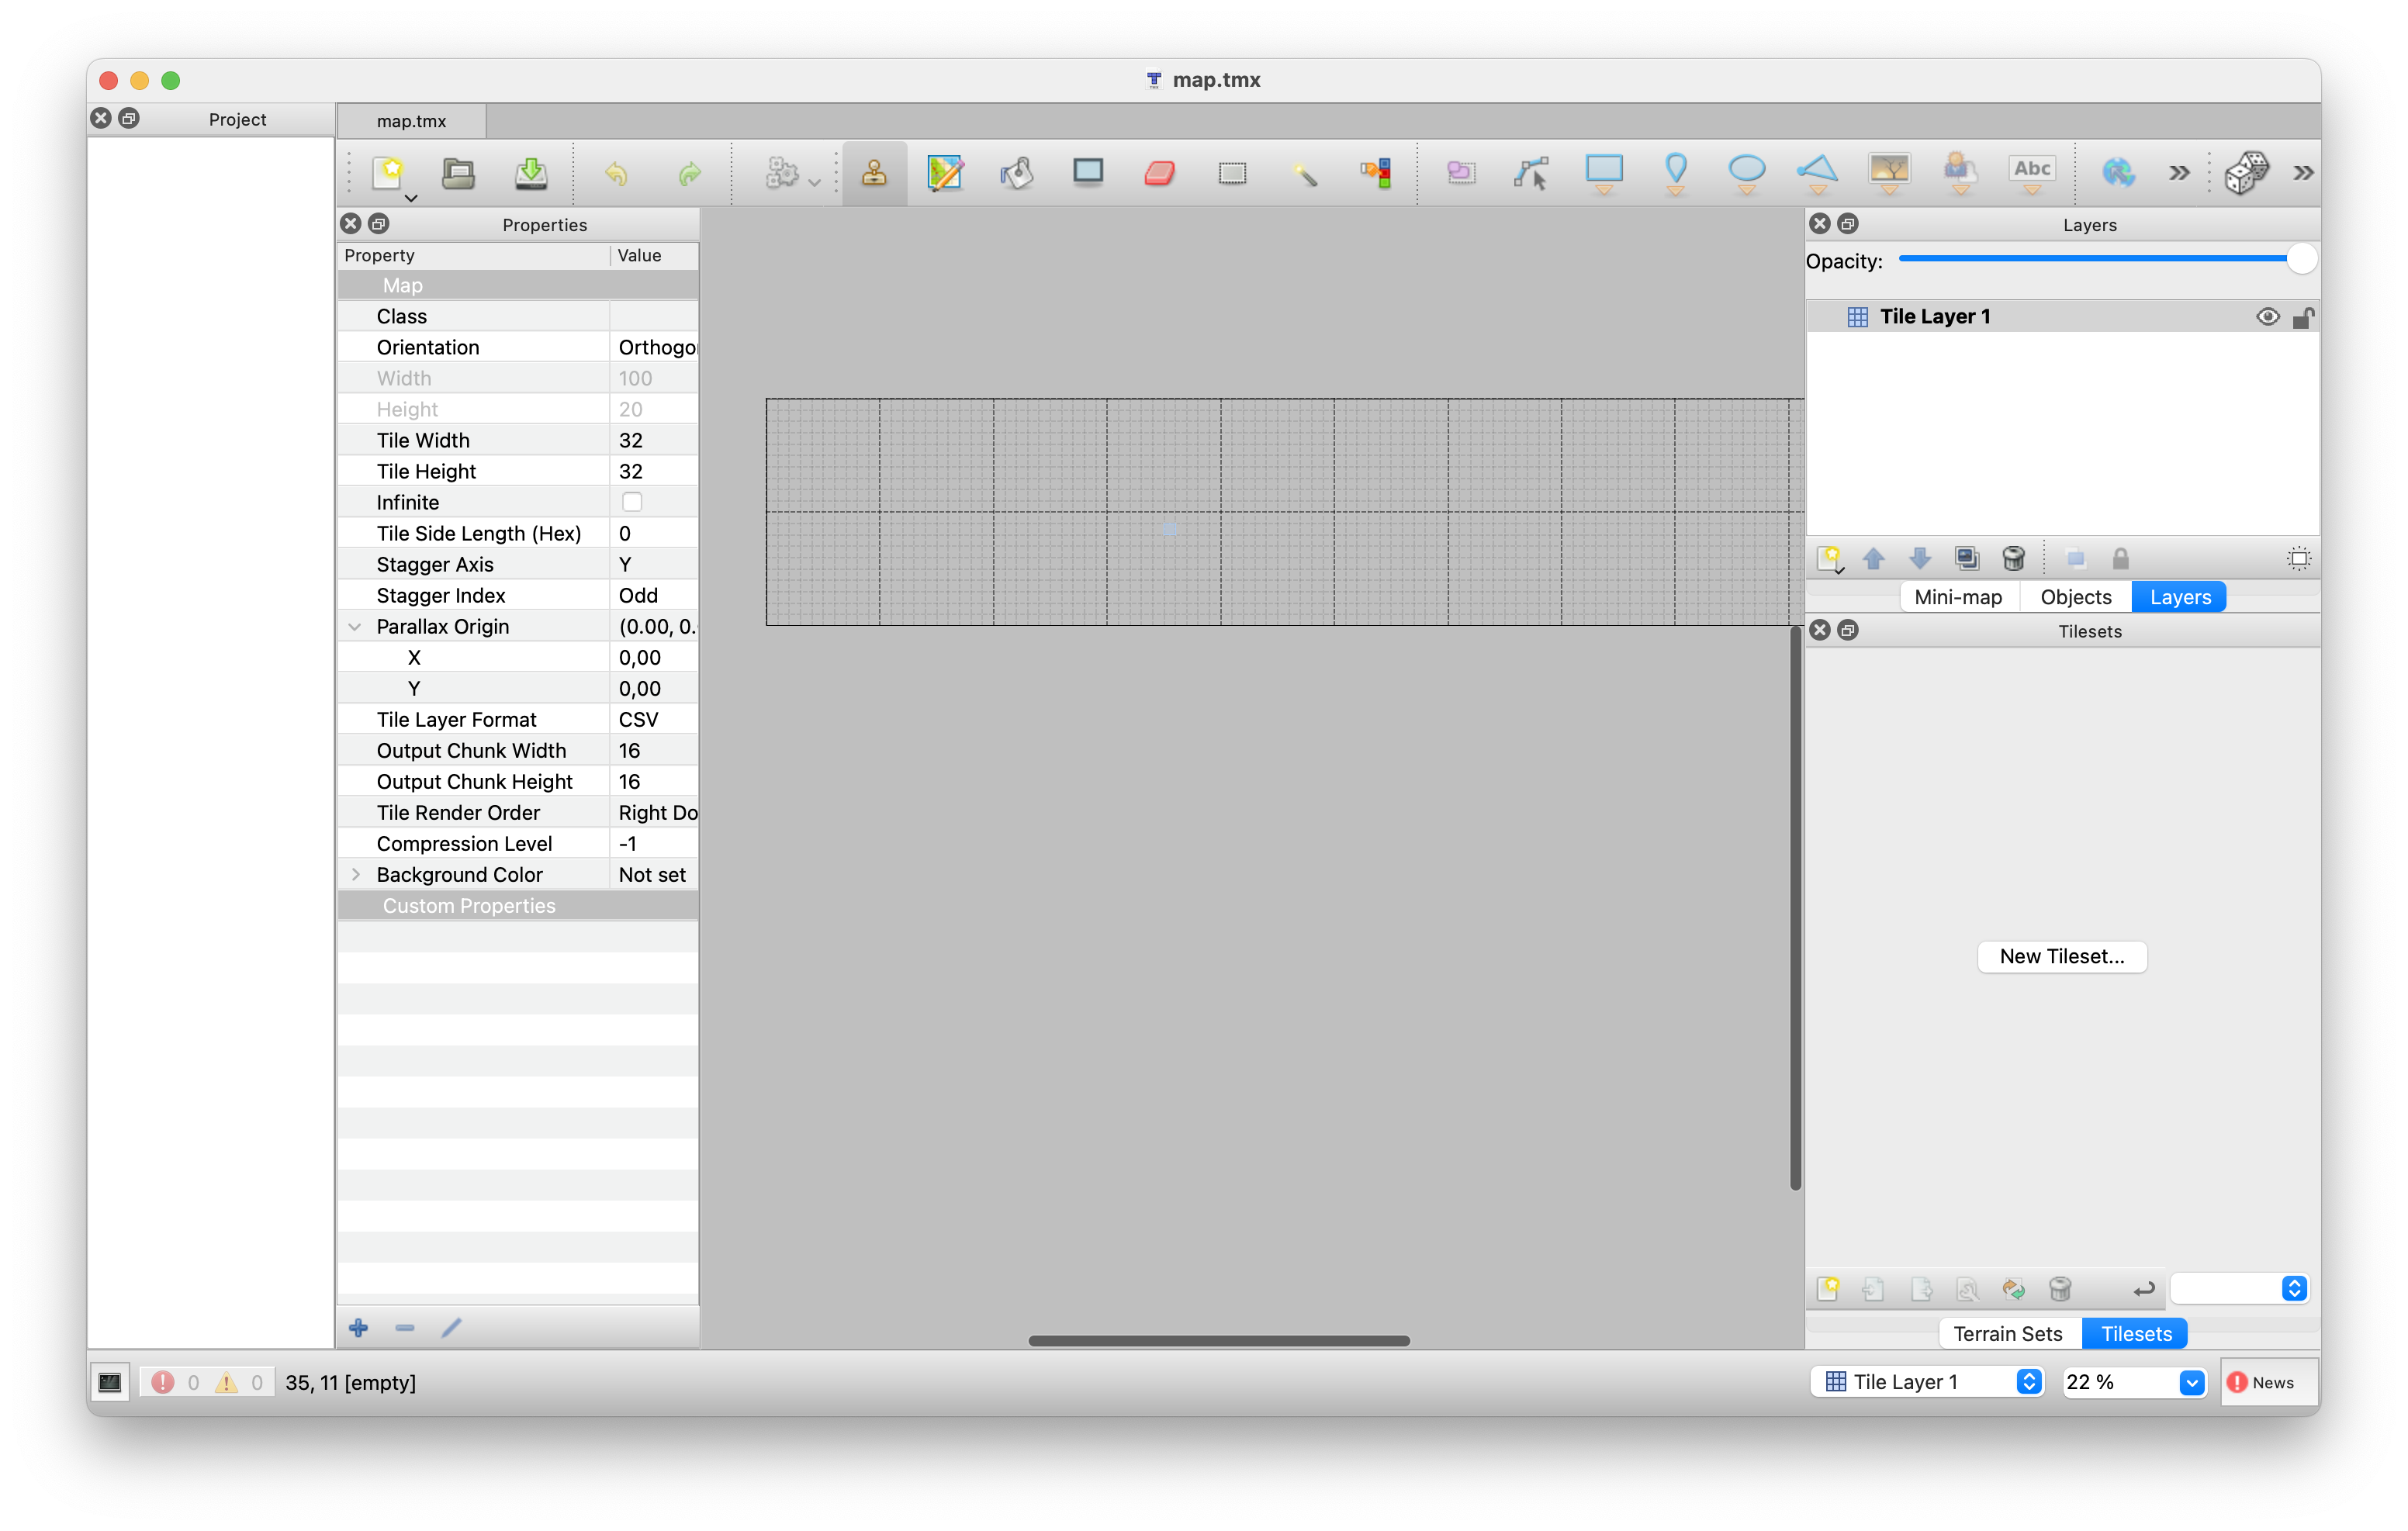 map.tmx
Project
map.tmx
Abc
Properties
Property Value
Map
Class
Orientation Orthogo
Width 100
Height 20
Tile Width 32
Tile Height 32
Infinite
Tile Side Length (Hex) 0
Stagger Axis Y
Stagger Index Odd
Parallax Origin (0.00, 0.
X 0,00
Y 0,00
Tile Layer Format CSV
Output Chunk Width 16
Output Chunk Height 16
Tile Render Order Right Do
Compression Level -1
Background Color Not set
Custom Properties
Layers
Opacity:
Tile Layer 1
Mini-map Objects Layers
Tilesets
New Tileset...
Terrain Sets Tilesets
0 0 35, 11 [empty]
Tile Layer 1 22 % News